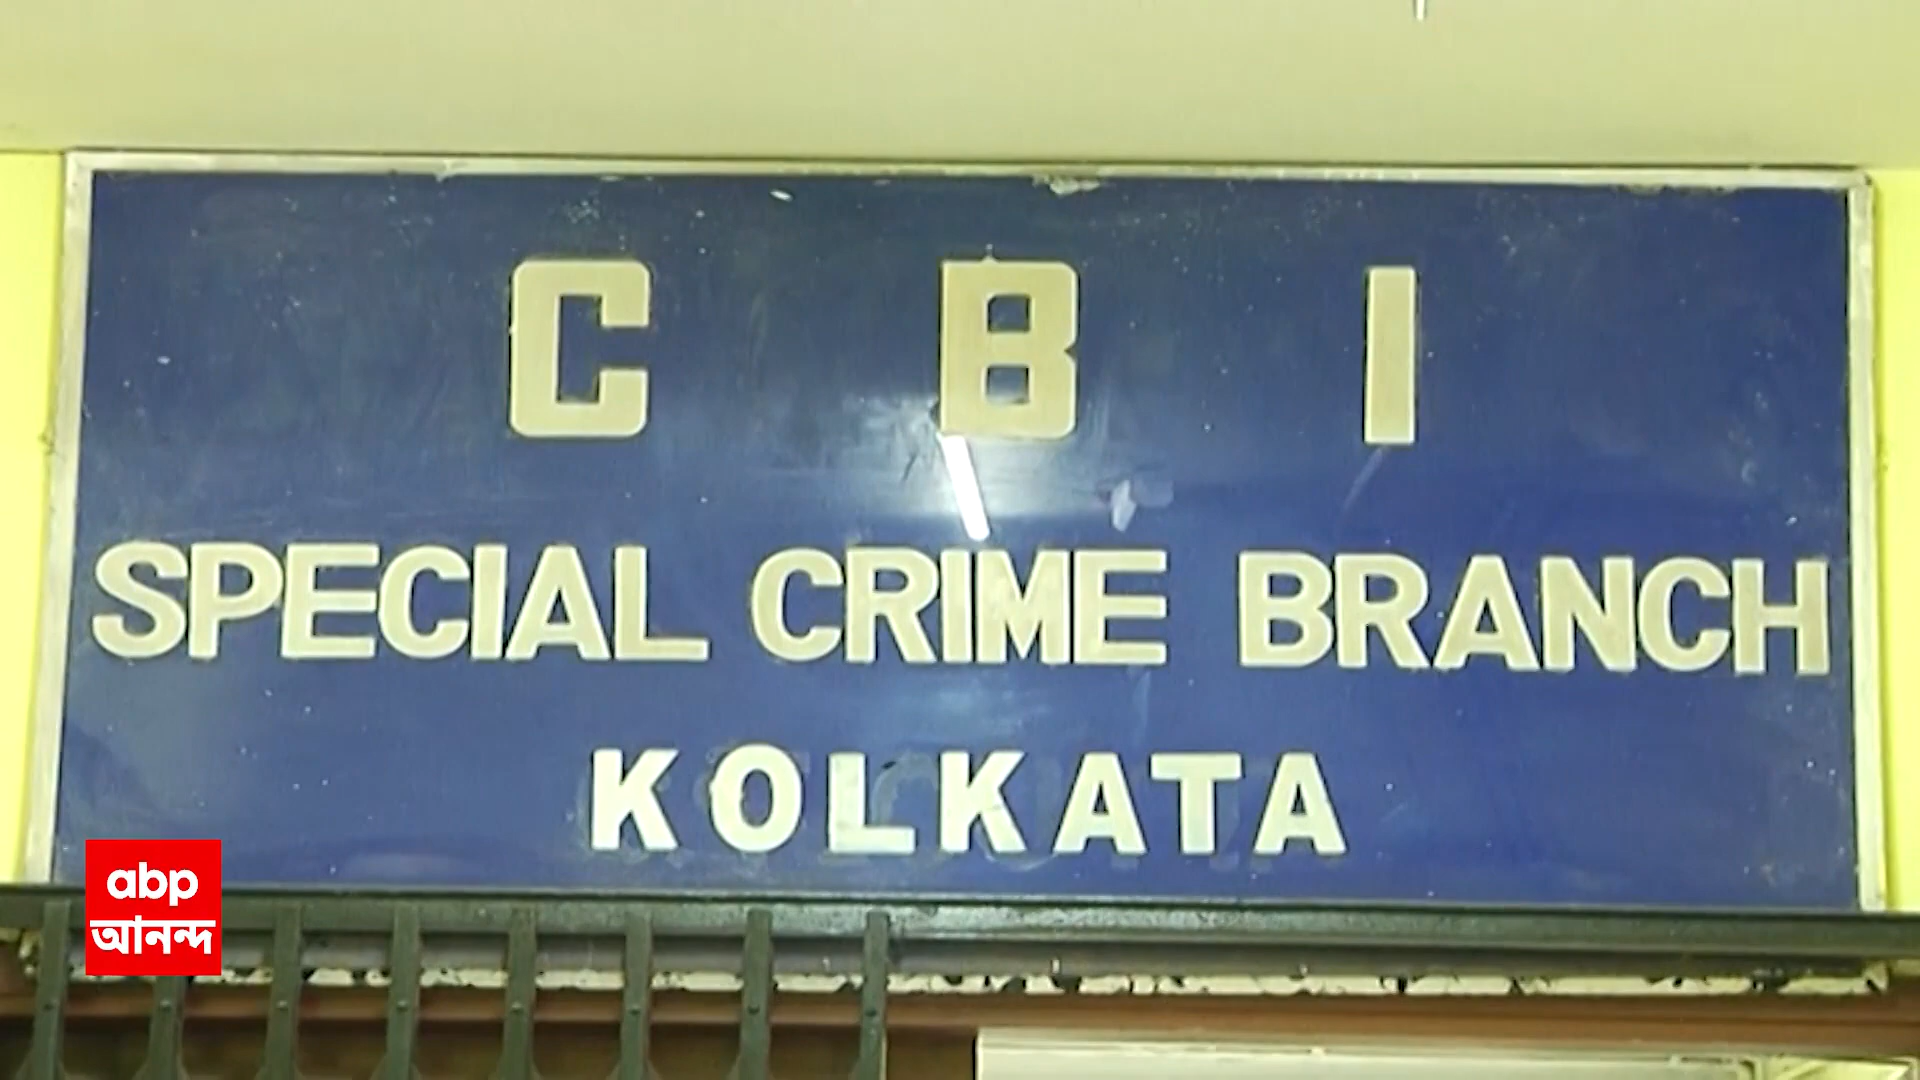 C B I
SPECIAL CRIME BRANCH
KOLKATA
abp
আনন্দ